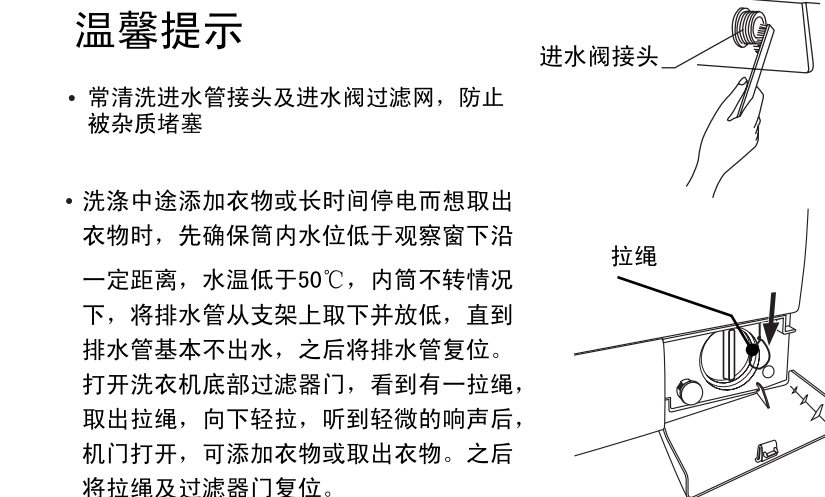 温馨提示
• 常清洗进水管接头及进水阀过滤网，防止
被杂质堵塞
进水阀接头
• 洗涤中途添加衣物或长时间停电而想取出
衣物时，先确保筒内水位低于观察窗下沿
一定距离，水温低于50℃，内筒不转情况
下，将排水管从支架上取下并放低，直到
排水管基本不出水，之后将排水管复位。
打开洗衣机底部过滤器门，看到有一拉绳，
取出拉绳，向下轻拉，听到轻微的响声后，
机门打开，可添加衣物或取出衣物。之后
将拉绳及过滤器门复位。
拉绳